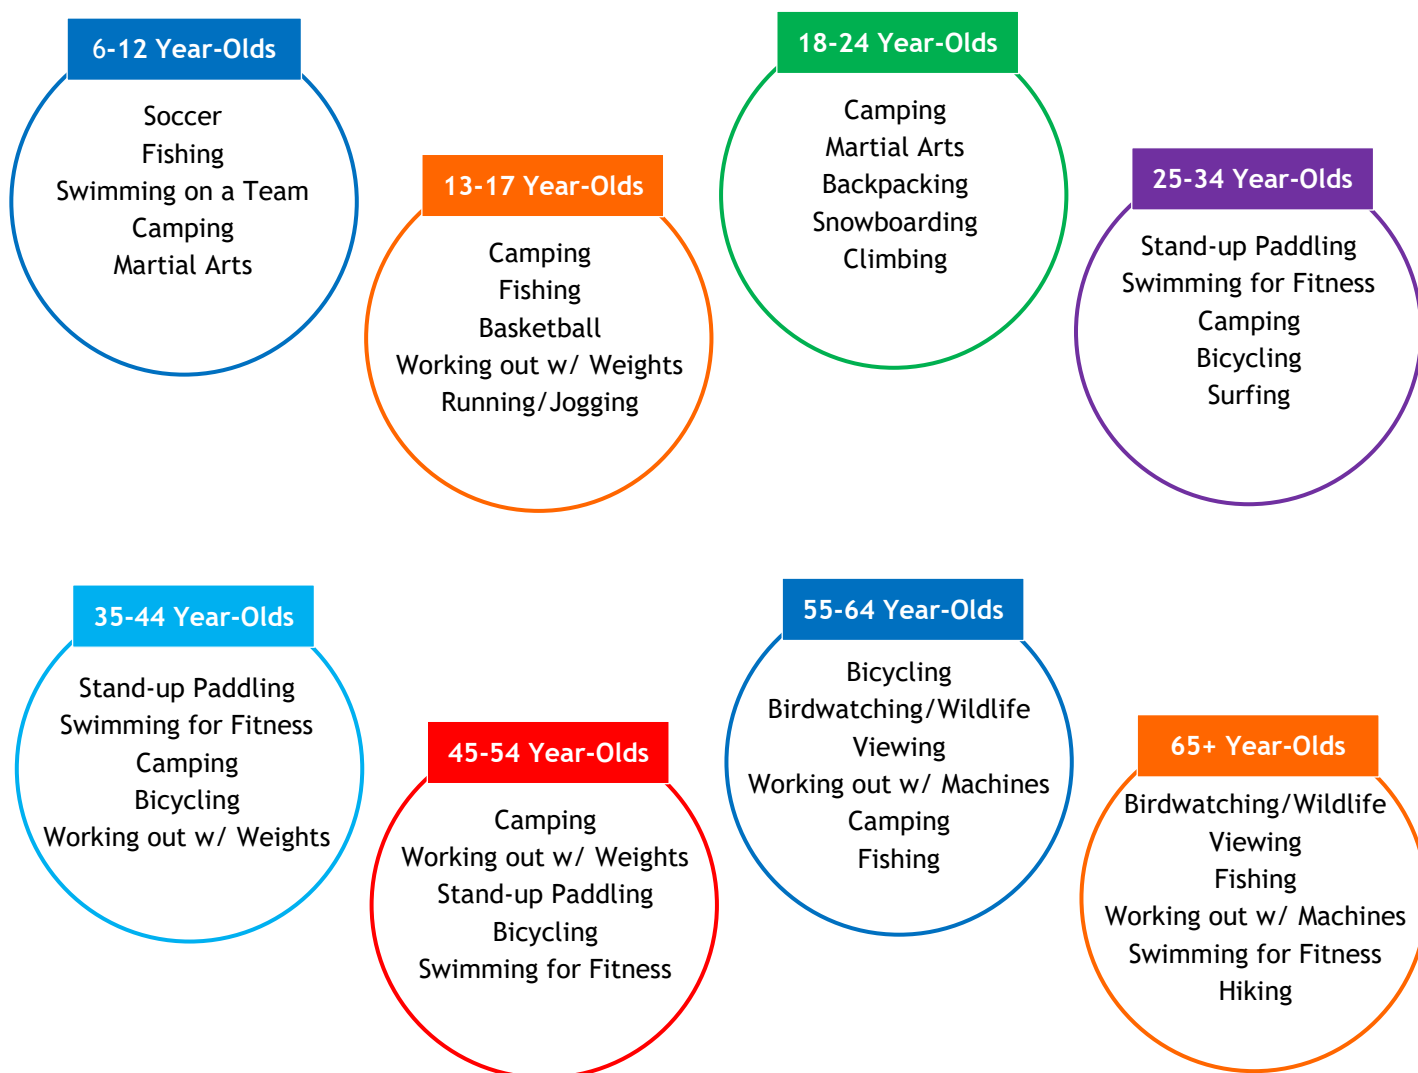 6-12 Year-Olds
Soccer
Fishing
Swimming on a Team
Camping
Martial Arts
13-17 Year-Olds
Camping
Fishing
Basketball
Working out w/ Weights
Running/Jogging
18-24 Year-Olds
Camping
Martial Arts
Backpacking
Snowboarding
Climbing
25-34 Year-Olds
Stand-up Paddling
Swimming for Fitness
Camping
Bicycling
Surfing
35-44 Year-Olds
Stand-up Paddling
Swimming for Fitness
Camping
Bicycling
Working out w/ Weights
45-54 Year-Olds
Camping
Working out w/ Weights
Stand-up Paddling
Bicycling
Swimming for Fitness
55-64 Year-Olds
Bicycling
Birdwatching/Wildlife
Viewing
Working out w/ Machines
Camping
Fishing
65+ Year-Olds
Birdwatching/Wildlife
Viewing
Fishing
Working out w/ Machines
Swimming for Fitness
Hiking